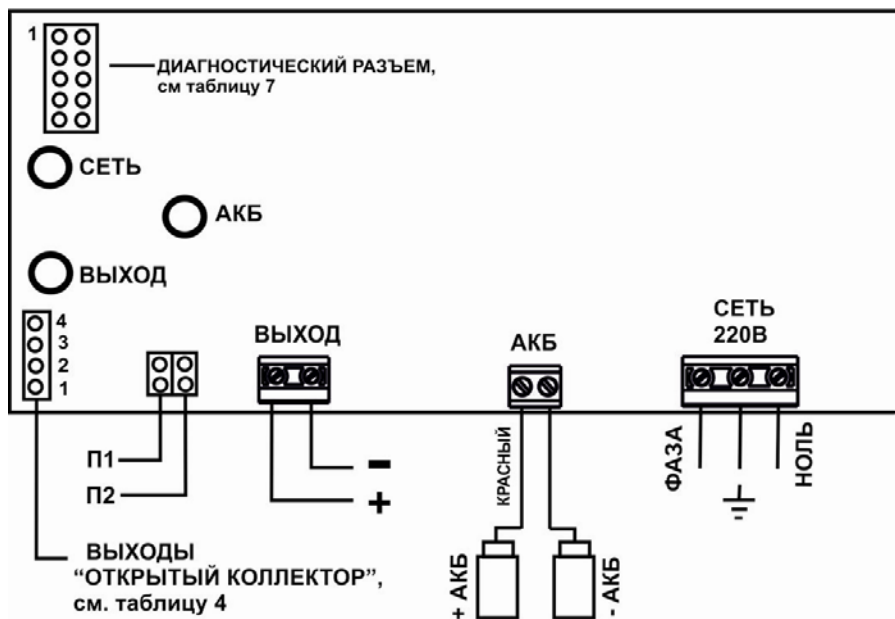 1
ДИАГНОСТИЧЕСКИЙ РАЗЪЕМ,
см таблицу 7
СЕТЬ
АКБ
ВЫХОД
4
3
2
1
ВЫХОД
АКБ
СЕТЬ
220В
П1
П2
-
+
КРАСНЫЙ
ФАЗА
НОЛЬ
ВЫХОДЫ
“ОТКРЫТЫЙ КОЛЛЕКТОР”,
см. таблицу 4
+ АКБ
- АКБ